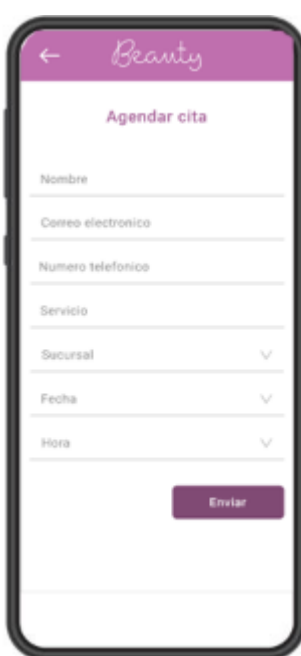 Beauty
Agendar cita
Nombre
Correo electronico
Numero telefonico
Servicio
Sucursal
Fecha
Hora
Enviar